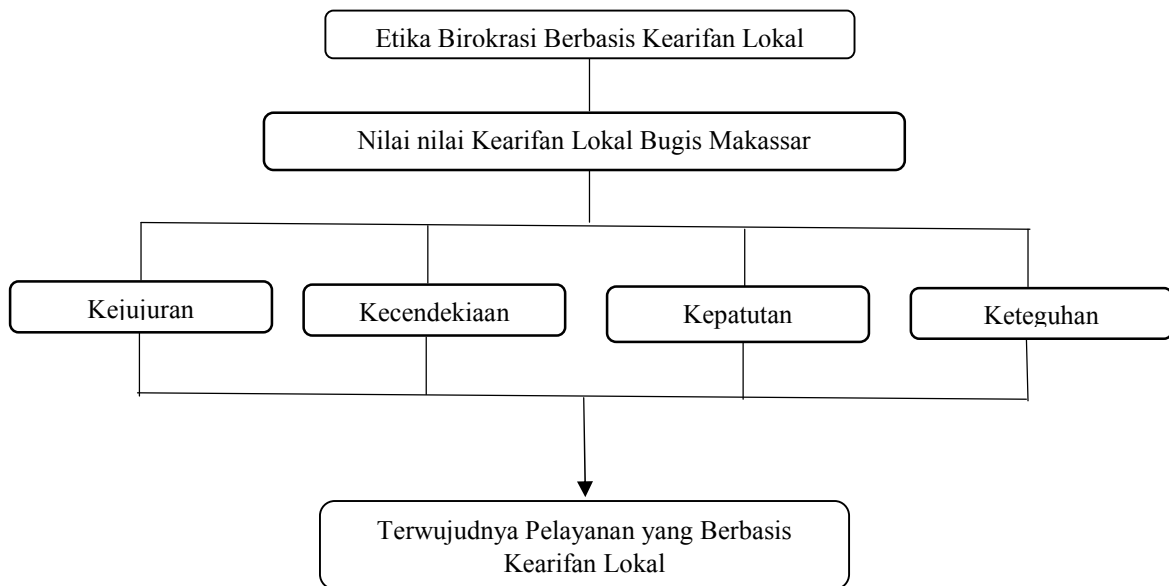 Etika Birokrasi Berbasis Kearifan Lokal
Nilai nilai Kearifan Lokal Bugis Makassar
Kejujuran
Kecendekiaan
Kepatutan
Keteguhan
Terwujudnya Pelayanan yang Berbasis
Kearifan Lokal